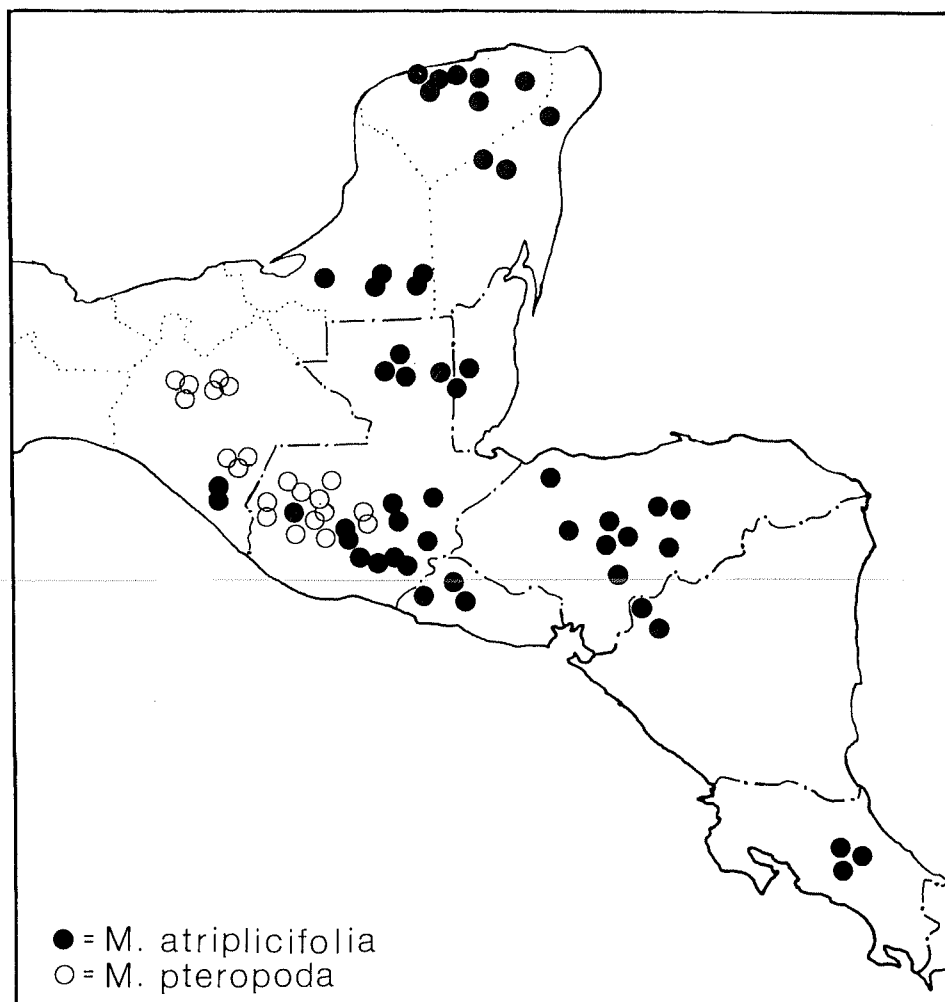 ● = M. atriplicifolia
○ = M. pteropoda